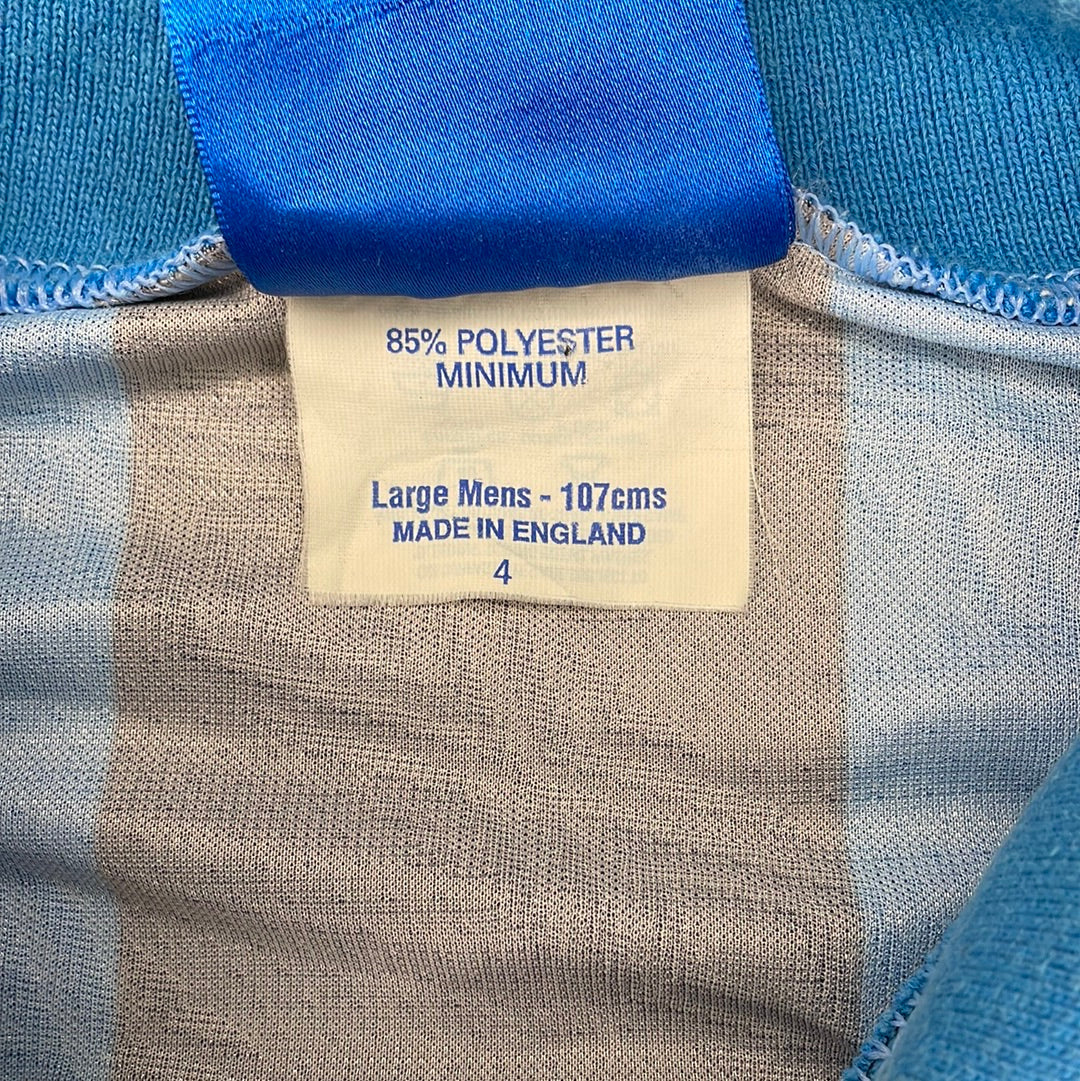 85% POLYESTER
MINIMUM
Large Mens - 107cms
MADE IN ENGLAND
4